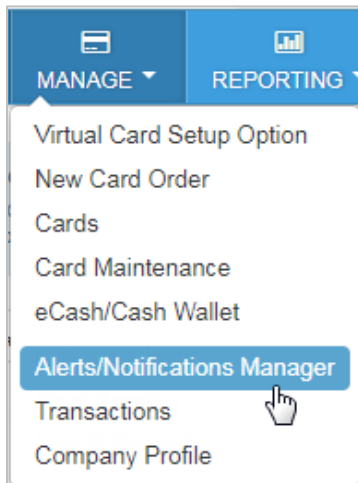 MANAGE REPORTING
Virtual Card Setup Option
New Card Order
Cards
Card Maintenance
eCash/Cash Wallet
Alerts/Notifications Manager
Transactions
Company Profile